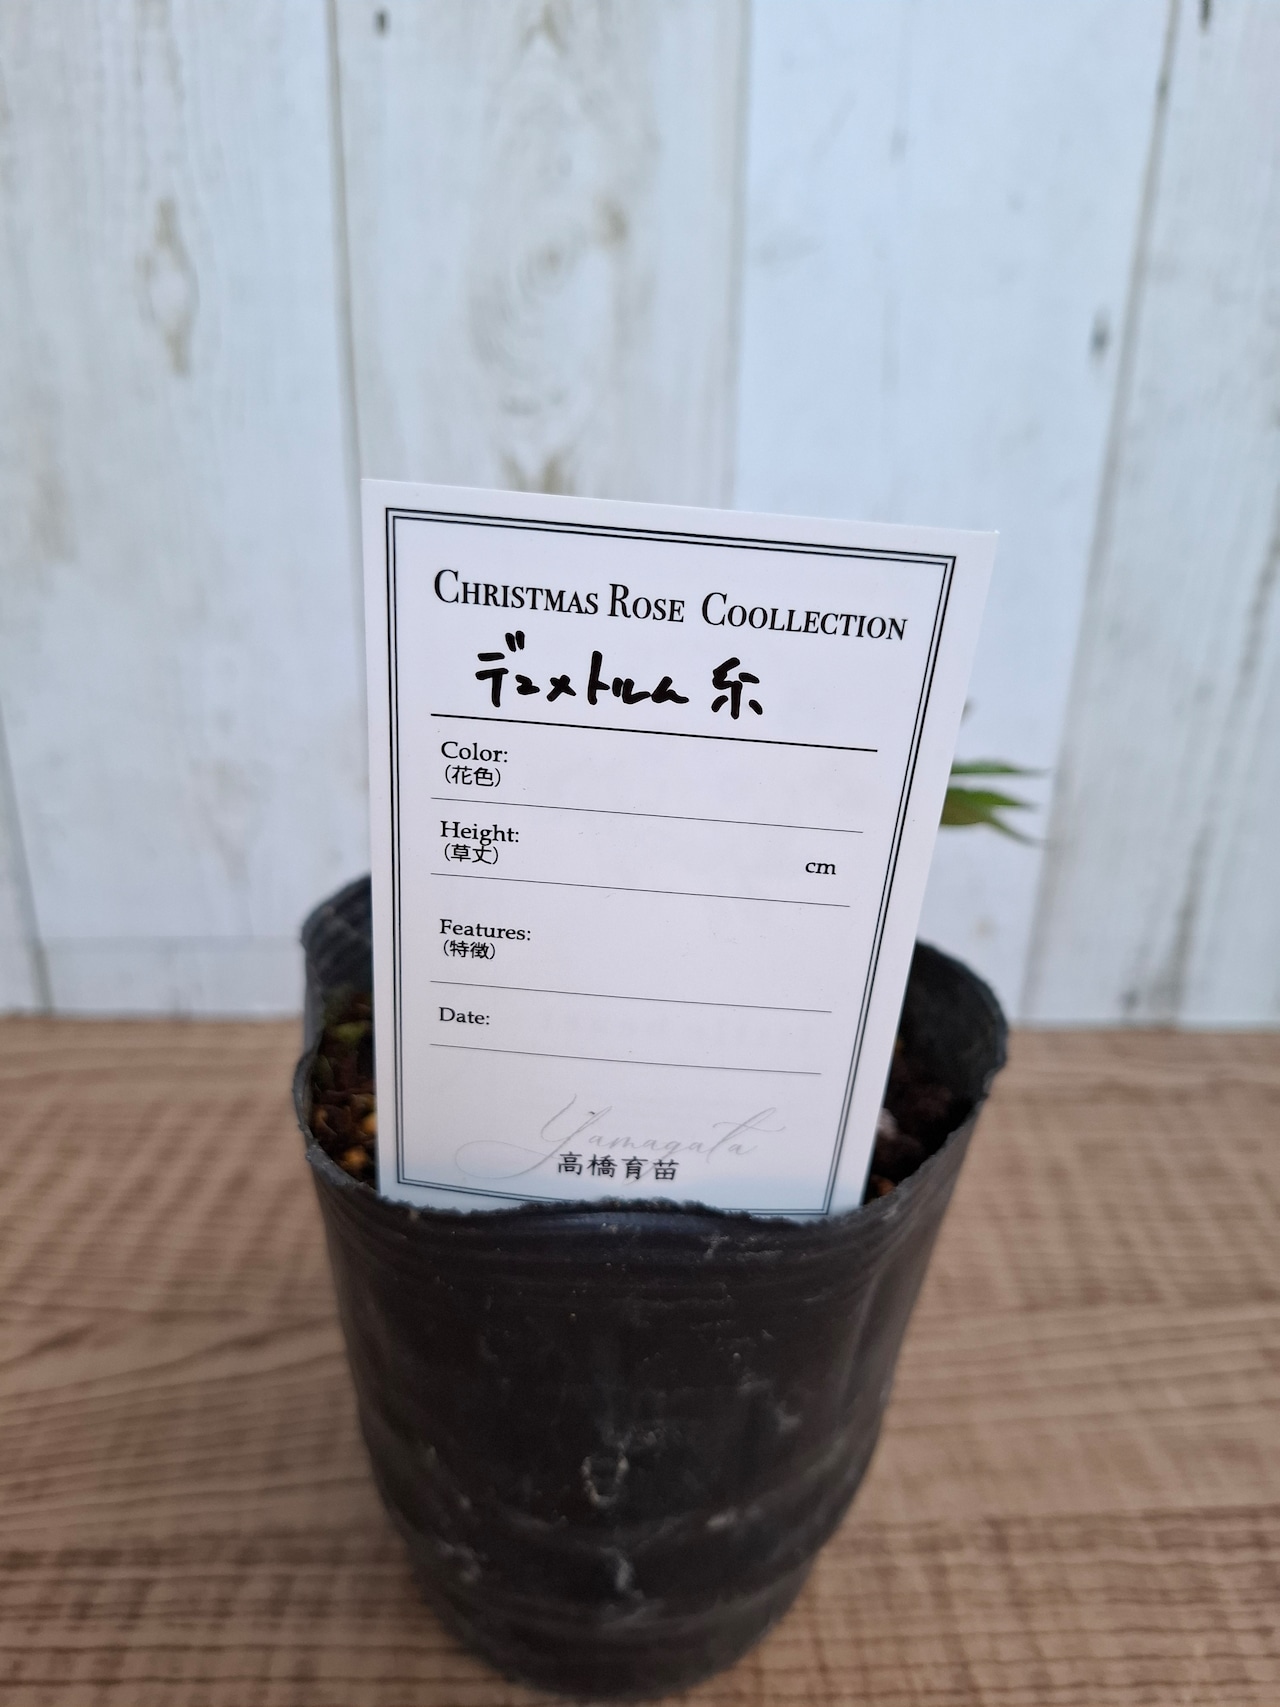 CHRISTMAS ROSE COOLLECTION
デュメトルム 糸
Color:
(花色)
Height:
(草丈)
cm
Features:
(特徴)
Date:
Yamagata
高橋育苗